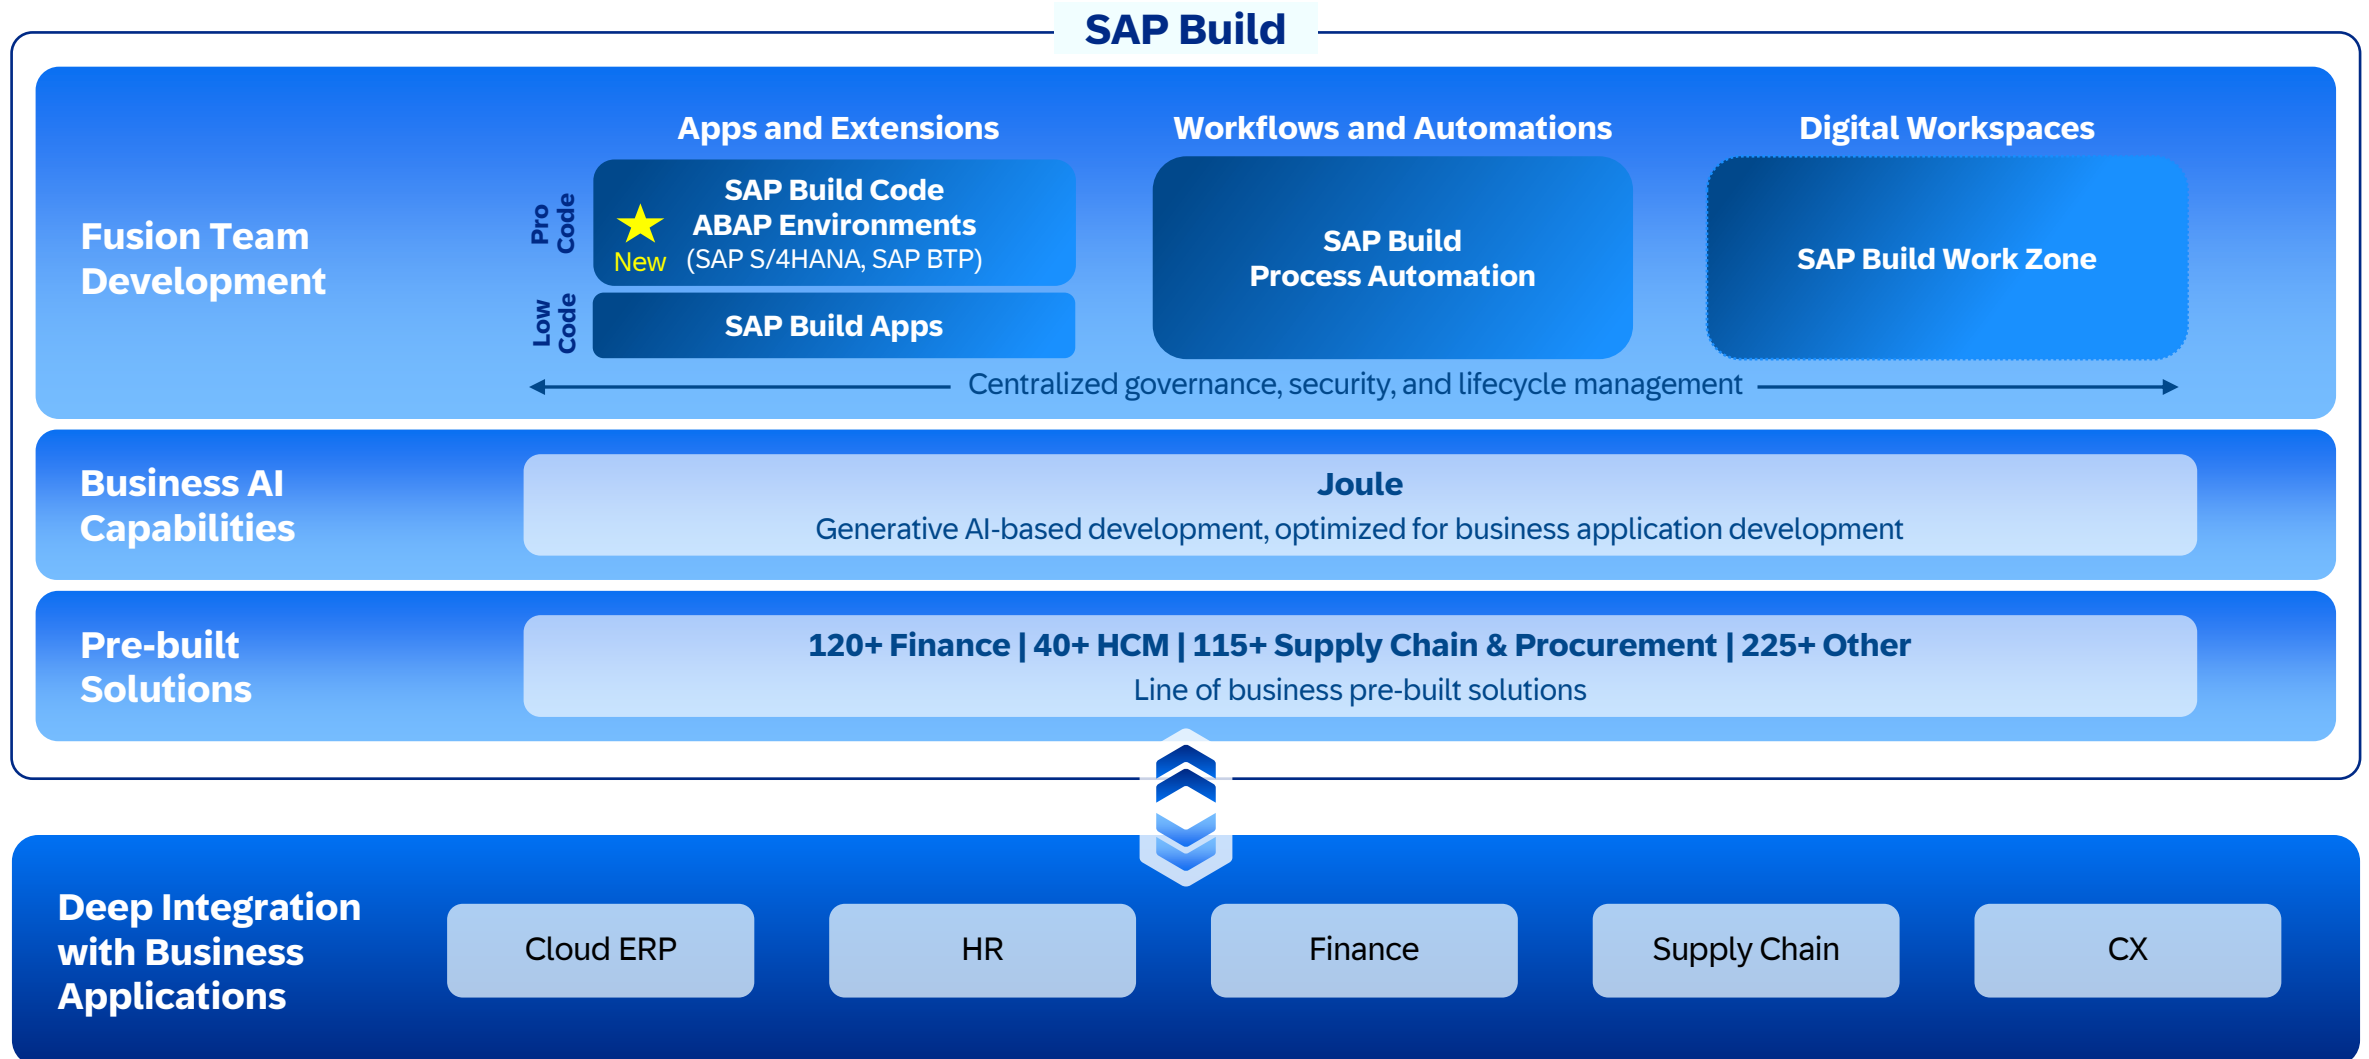 SAP Build
Fusion Team
Development
Apps and Extensions
Pro
Code
SAP Build Code
ABAP Environments
(SAP S/4HANA, SAP BTP)
New
Low
Code
SAP Build Apps
Workflows and Automations
SAP Build
Process Automation
Digital Workspaces
SAP Build Work Zone
Centralized governance, security, and lifecycle management
Business AI
Capabilities
Joule
Generative AI-based development, optimized for business application development
Pre-built
Solutions
120+ Finance | 40+ HCM | 115+ Supply Chain & Procurement | 225+ Other
Line of business pre-built solutions
Deep Integration
with Business
Applications
Cloud ERP
HR
Finance
Supply Chain
CX